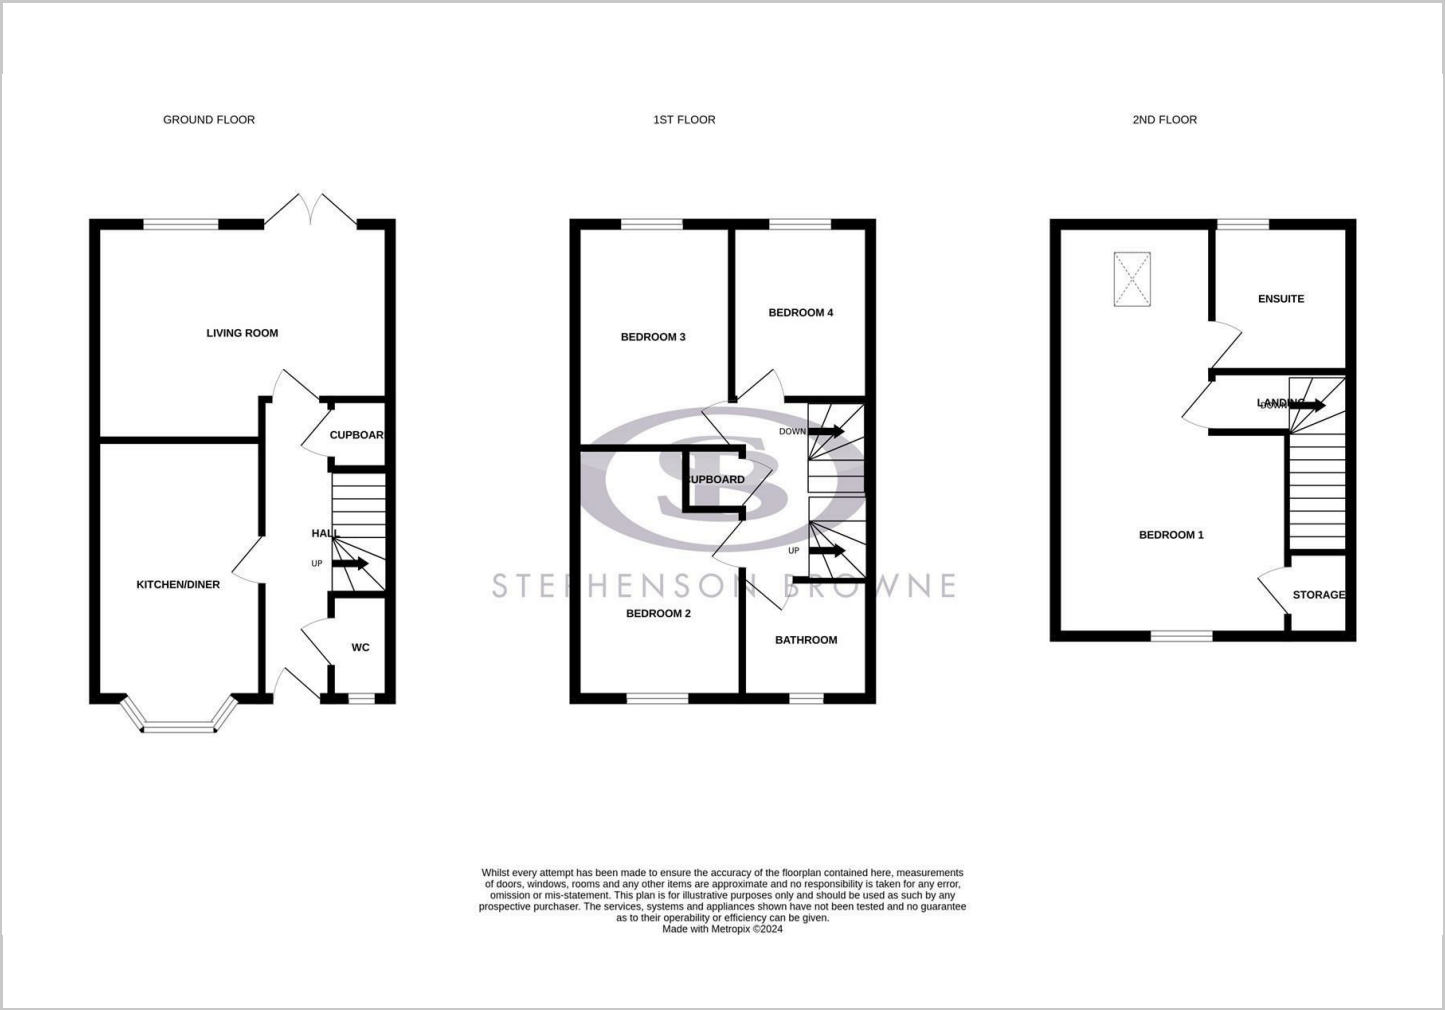 GROUND FLOOR
LIVING ROOM
CUPBOAR
HALL
UP
KITCHEN/DINER
WC
1ST FLOOR
BEDROOM 4
BEDROOM 3
DOWN
CUPBOARD
SB
UP
STEPHENSON BROWNE
BEDROOM 2
BATHROOM
2ND FLOOR
ENSUITE
LANDING
DOWN
BEDROOM 1
STORAGE
Whilst every attempt has been made to ensure the accuracy of the floorplan contained here, measurements
of doors, windows, rooms and any other items are approximate and no responsibility is taken for any error,
omission or mis-statement. This plan is for illustrative purposes only and should be used as such by any
prospective purchaser. The services, systems and appliances shown have not been tested and no guarantee
as to their operability or efficiency can be given.
Made with Metropix ©2024